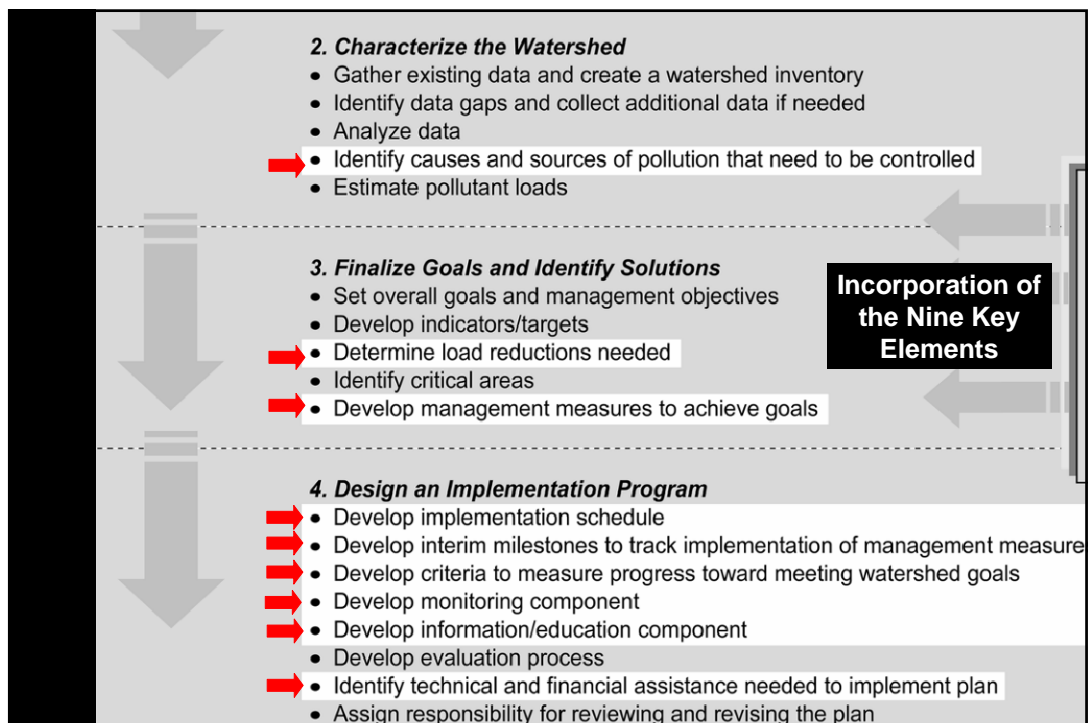 2. Characterize the Watershed
• Gather existing data and create a watershed inventory
• Identify data gaps and collect additional data if needed
• Analyze data
• Identify causes and sources of pollution that need to be controlled
• Estimate pollutant loads
3. Finalize Goals and Identify Solutions
• Set overall goals and management objectives
• Develop indicators/targets
• Determine load reductions needed
• Identify critical areas
• Develop management measures to achieve goals
Incorporation of
the Nine Key
Elements
4. Design an Implementation Program
• Develop implementation schedule
• Develop interim milestones to track implementation of management measure
• Develop criteria to measure progress toward meeting watershed goals
• Develop monitoring component
• Develop information/education component
• Develop evaluation process
• Identify technical and financial assistance needed to implement plan
• Assign responsibility for reviewing and revising the plan